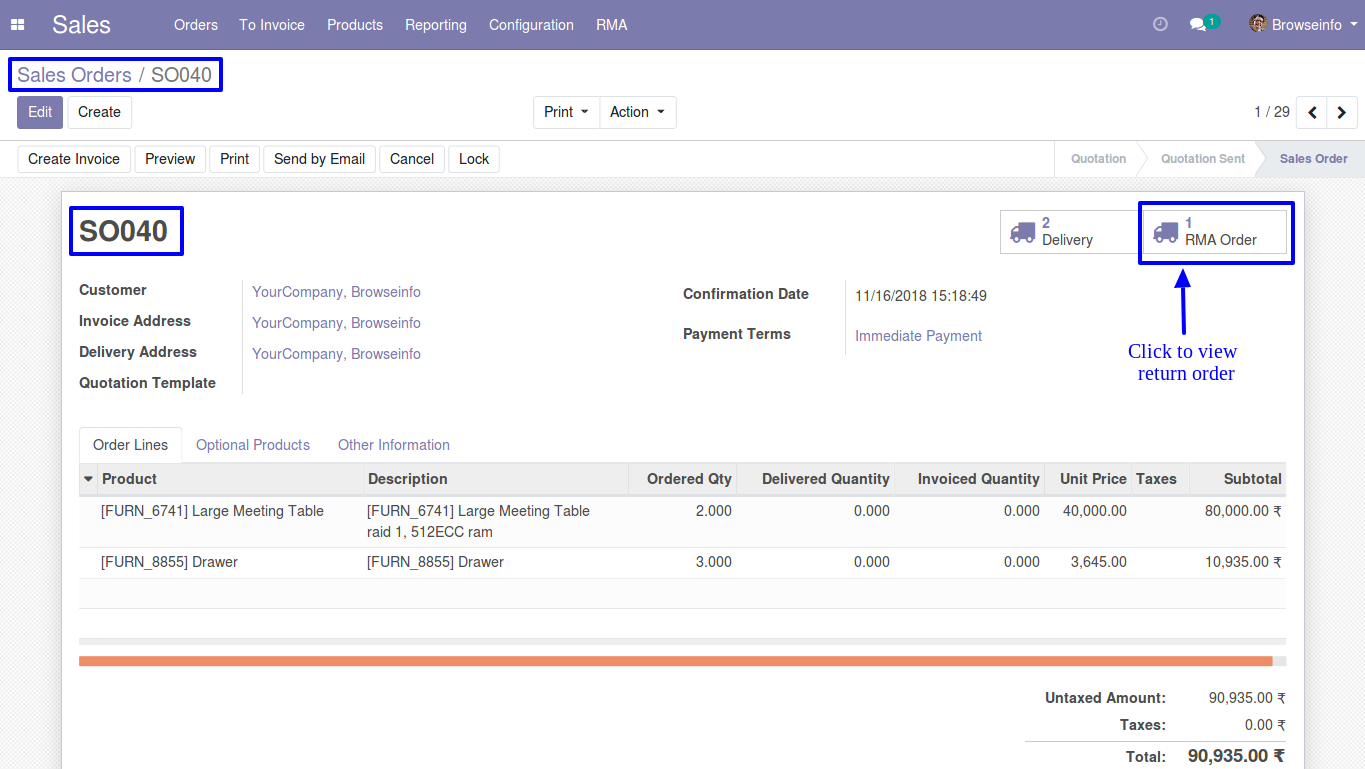 Sales Orders To Invoice Products Reporting Configuration RMA 1 Browseinfo
Sales Orders / SO040
Edit Create Print Action 1 / 29
Create Invoice Preview Print Send by Email Cancel Lock Quotation Quotation Sent Sales Order
SO040
2 Delivery
1 RMA Order
Customer YourCompany, Browseinfo
Invoice Address YourCompany, Browseinfo
Delivery Address YourCompany, Browseinfo
Quotation Template
Confirmation Date 11/16/2018 15:18:49
Payment Terms Immediate Payment
Click to view
return order
Order Lines Optional Products Other Information
Product Description Ordered Qty Delivered Quantity Invoiced Quantity Unit Price Taxes Subtotal
[FURN_6741] Large Meeting Table [FURN_6741] Large Meeting Table 2.000 0.000 0.000 40,000.00 80,000.00 ₹
raid 1, 512ECC ram
[FURN_8855] Drawer [FURN_8855] Drawer 3.000 0.000 0.000 3,645.00 10,935.00 ₹
Untaxed Amount: 90,935.00 ₹
Taxes: 0.00 ₹
Total: 90,935.00 ₹